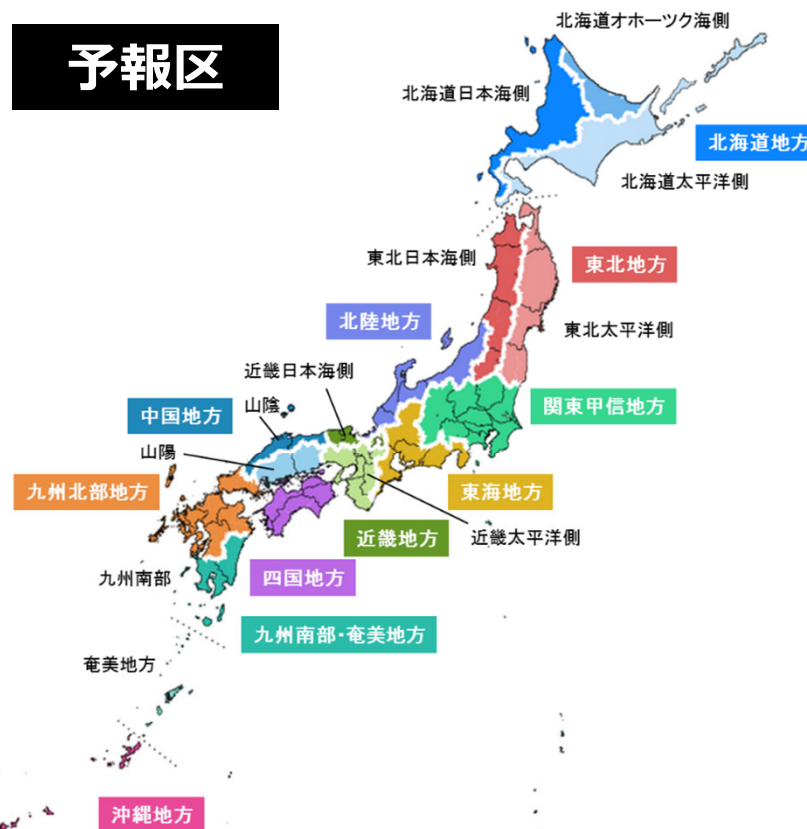 予報区
北海道オホーツク海側
北海道日本海側
北海道地方
北海道太平洋側
東北日本海側
東北地方
北陸地方
東北太平洋側
近畿日本海側
山陰
中国地方
関東甲信地方
山陽
九州北部地方
東海地方
近畿地方
近畿太平洋側
九州南部
四国地方
九州南部・奄美地方
奄美地方
沖縄地方